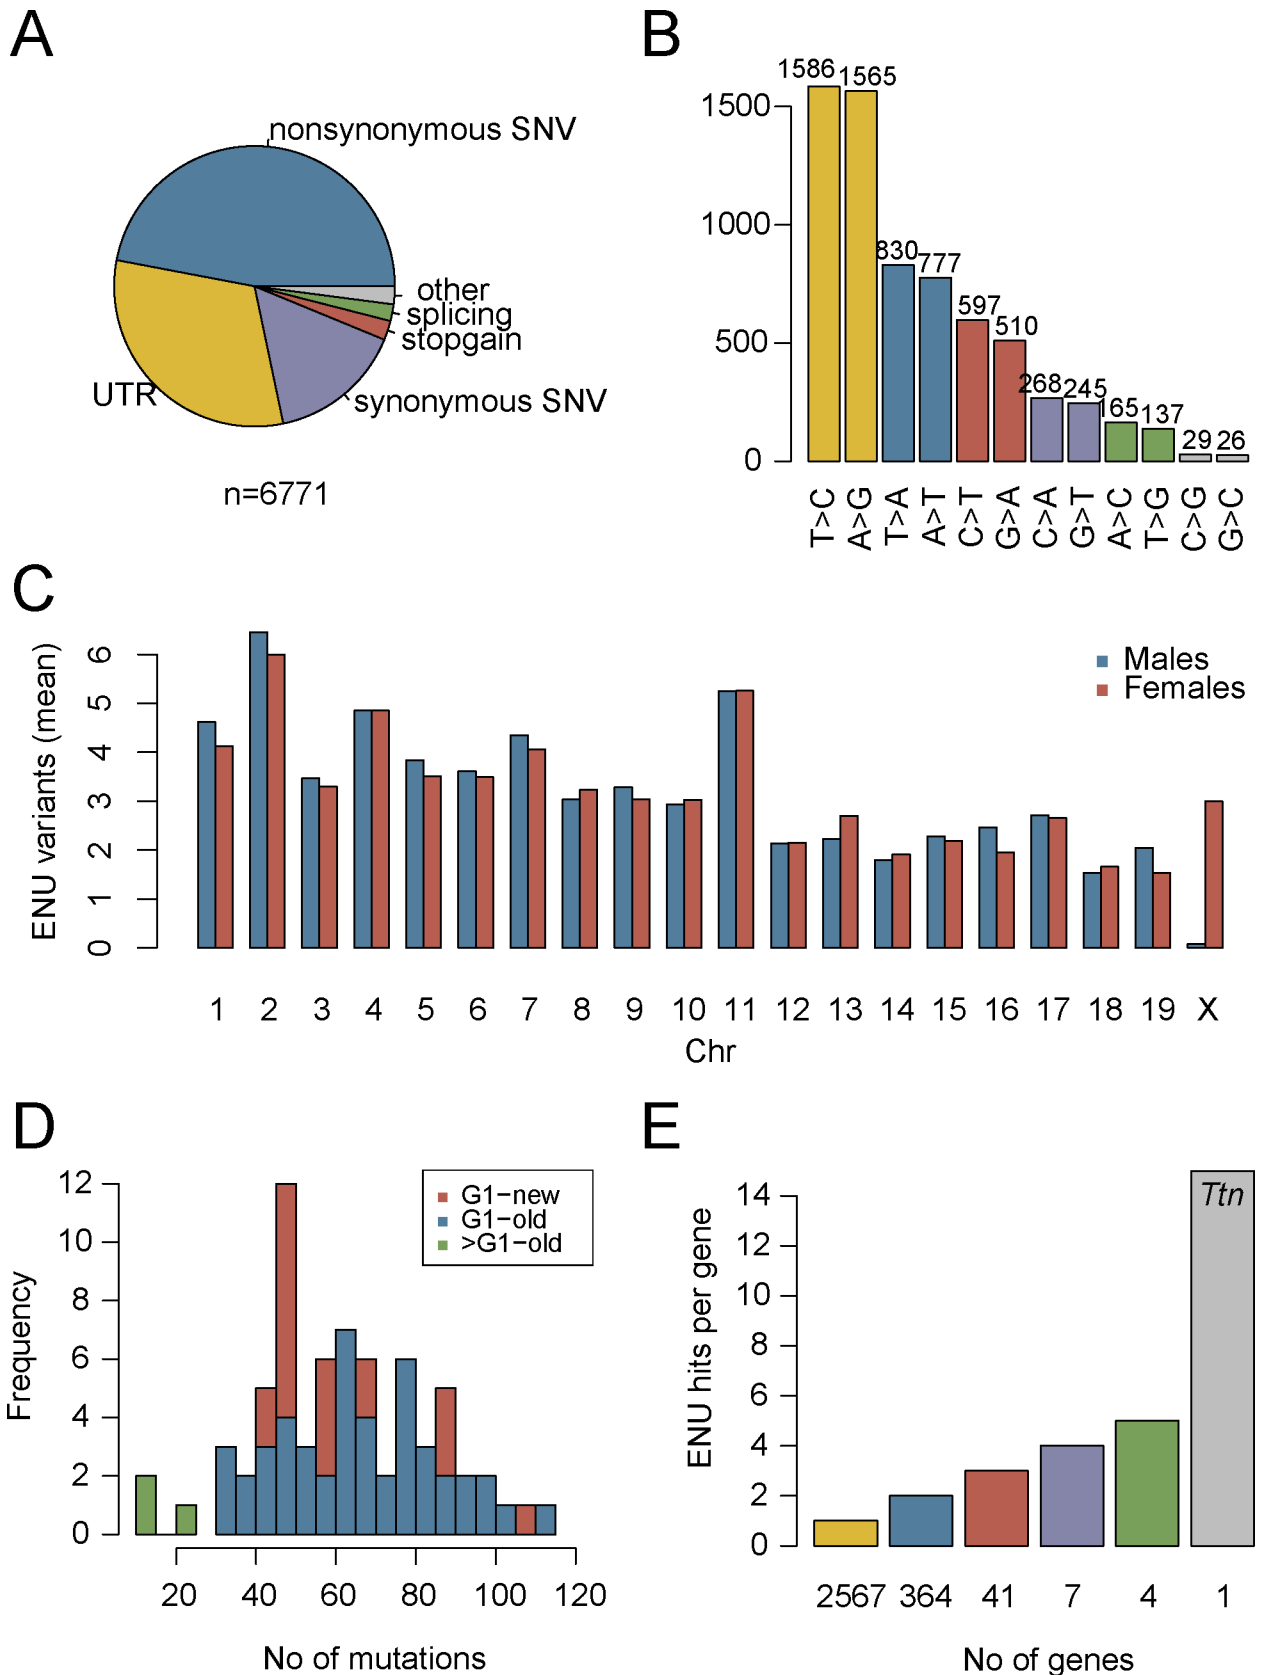 A
nonsynonymous SNV
other
splicing
stopgain
UTR
synonymous SNV
n=6771
B
1586 1565
830 777
597 510
268 245
165 137
29 26
1500
1000
500
0
T>C A>G T>A A>T C>T G>A C>A G>T A>C T>G C>G G>C
C
ENU variants (mean)
6
5
4
3
2
1
0
Males
Females
1 2 3 4 5 6 7 8 9 10 11 12 13 14 15 16 17 18 19 X
Chr
D
Frequency
12
10
8
6
4
2
0
G1−new
G1−old
>G1−old
20 40 60 80 100 120
No of mutations
E
ENU hits per gene
14
12
10
8
6
4
2
0
Ttn
2567 364 41 7 4 1
No of genes